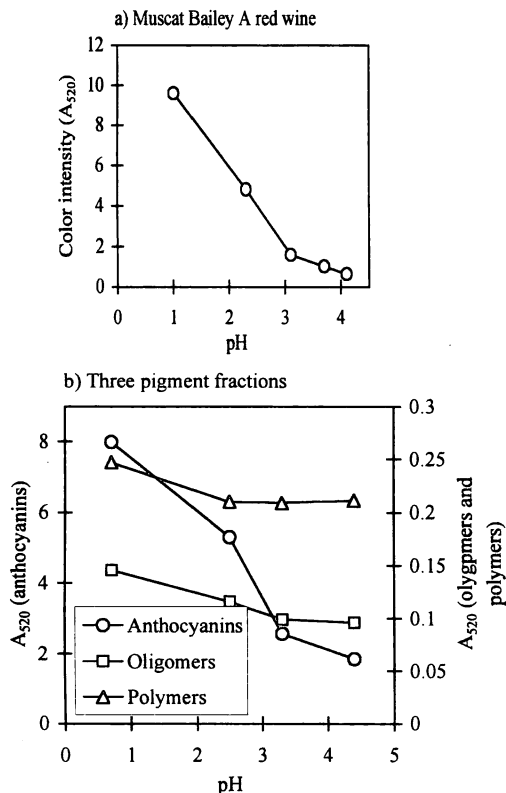 a) Muscat Bailey A red wine
Color intensity (A520)
12
10
8
6
4
2
0
0 1 2 3 4
pH
b) Three pigment fractions
A520 (anthocyanins)
8
6
4
2
0
0.3
0.25
0.2
0.15
0.1
0.05
0
A520 (olygpmers and
polymers)
Anthocyanins
Oligomers
Polymers
0 1 2 3 4 5
pH